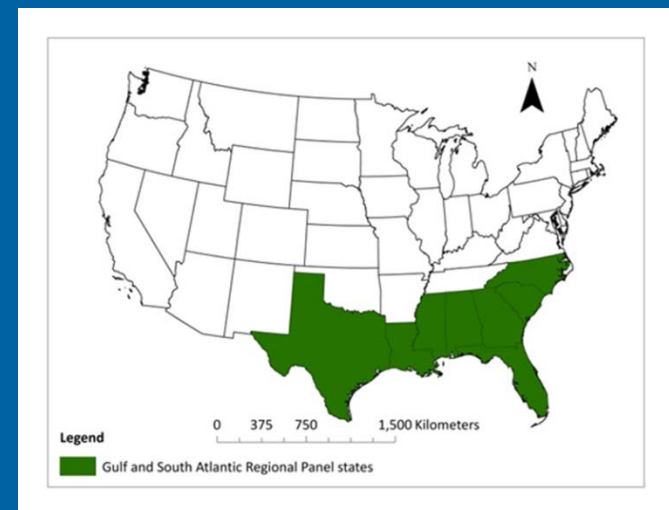 N
0 375 750 1,500 Kilometers
Legend
Gulf and South Atlantic Regional Panel states